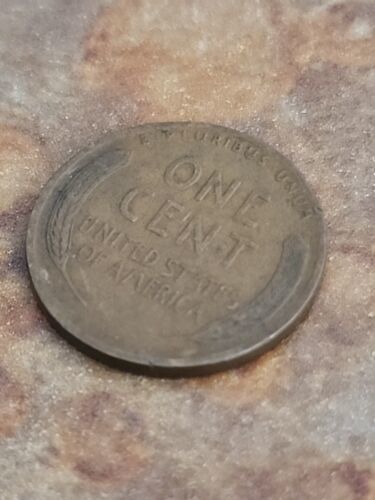 E PLURIBUS UNUM
ONE
CENT
UNITED STATES
OF AMERICA